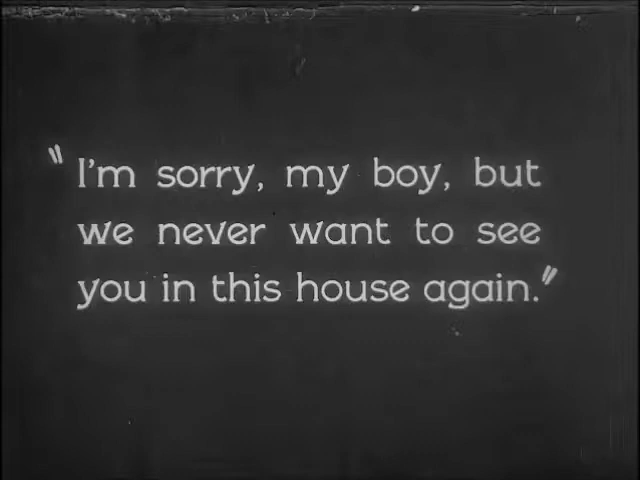 "I'm sorry, my boy, but
we never want to see
you in this house again."